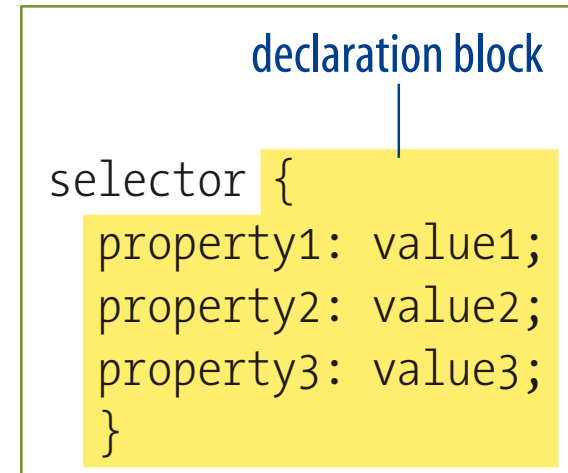 declaration block
selector {
property1: value1;
property2: value2;
property3: value3;
}